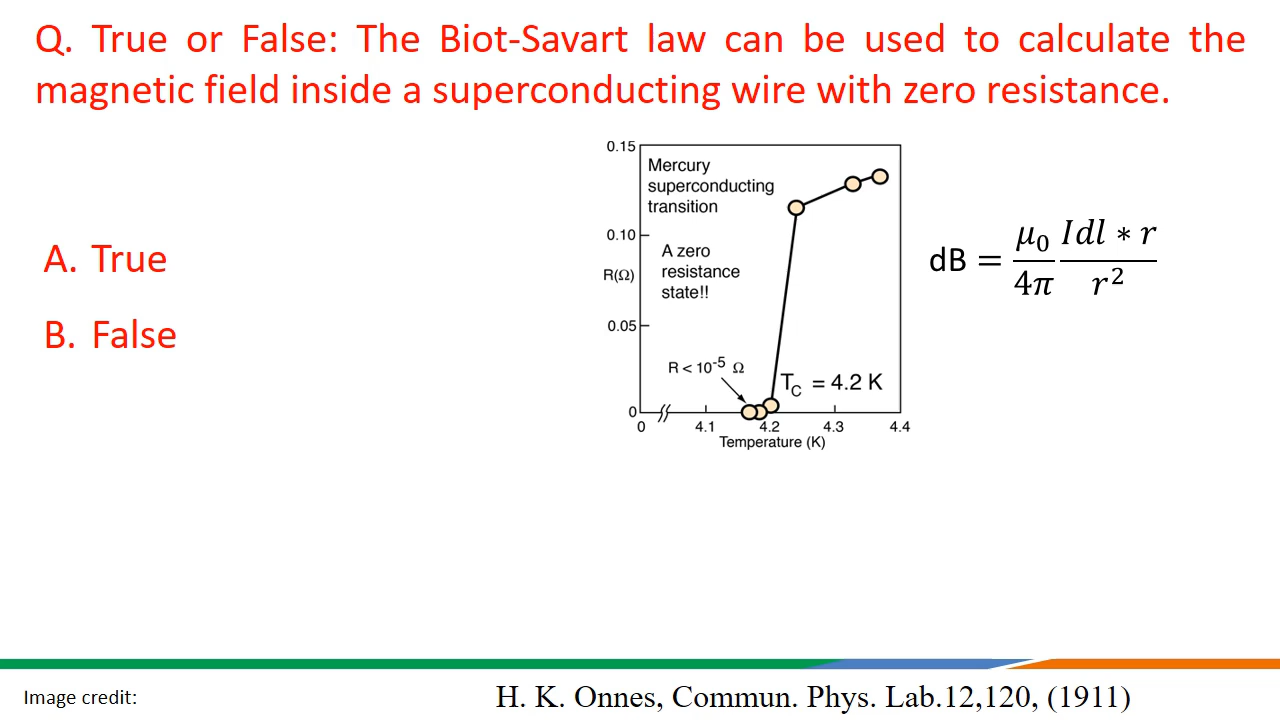 Q. True or False: The Biot-Savart law can be used to calculate the
magnetic field inside a superconducting wire with zero resistance.
A. True
B. False
0.15
Mercury
superconducting
transition
0.10
A zero
resistance
state!!
R(Ω)
0.05
R < 10⁻⁵ Ω
T_C = 4.2 K
0
0 4.1 4.2 4.3 4.4
Temperature (K)
dB = μ₀/4π Idl ∗ r/r²
Image credit:
H. K. Onnes, Commun. Phys. Lab.12,120, (1911)